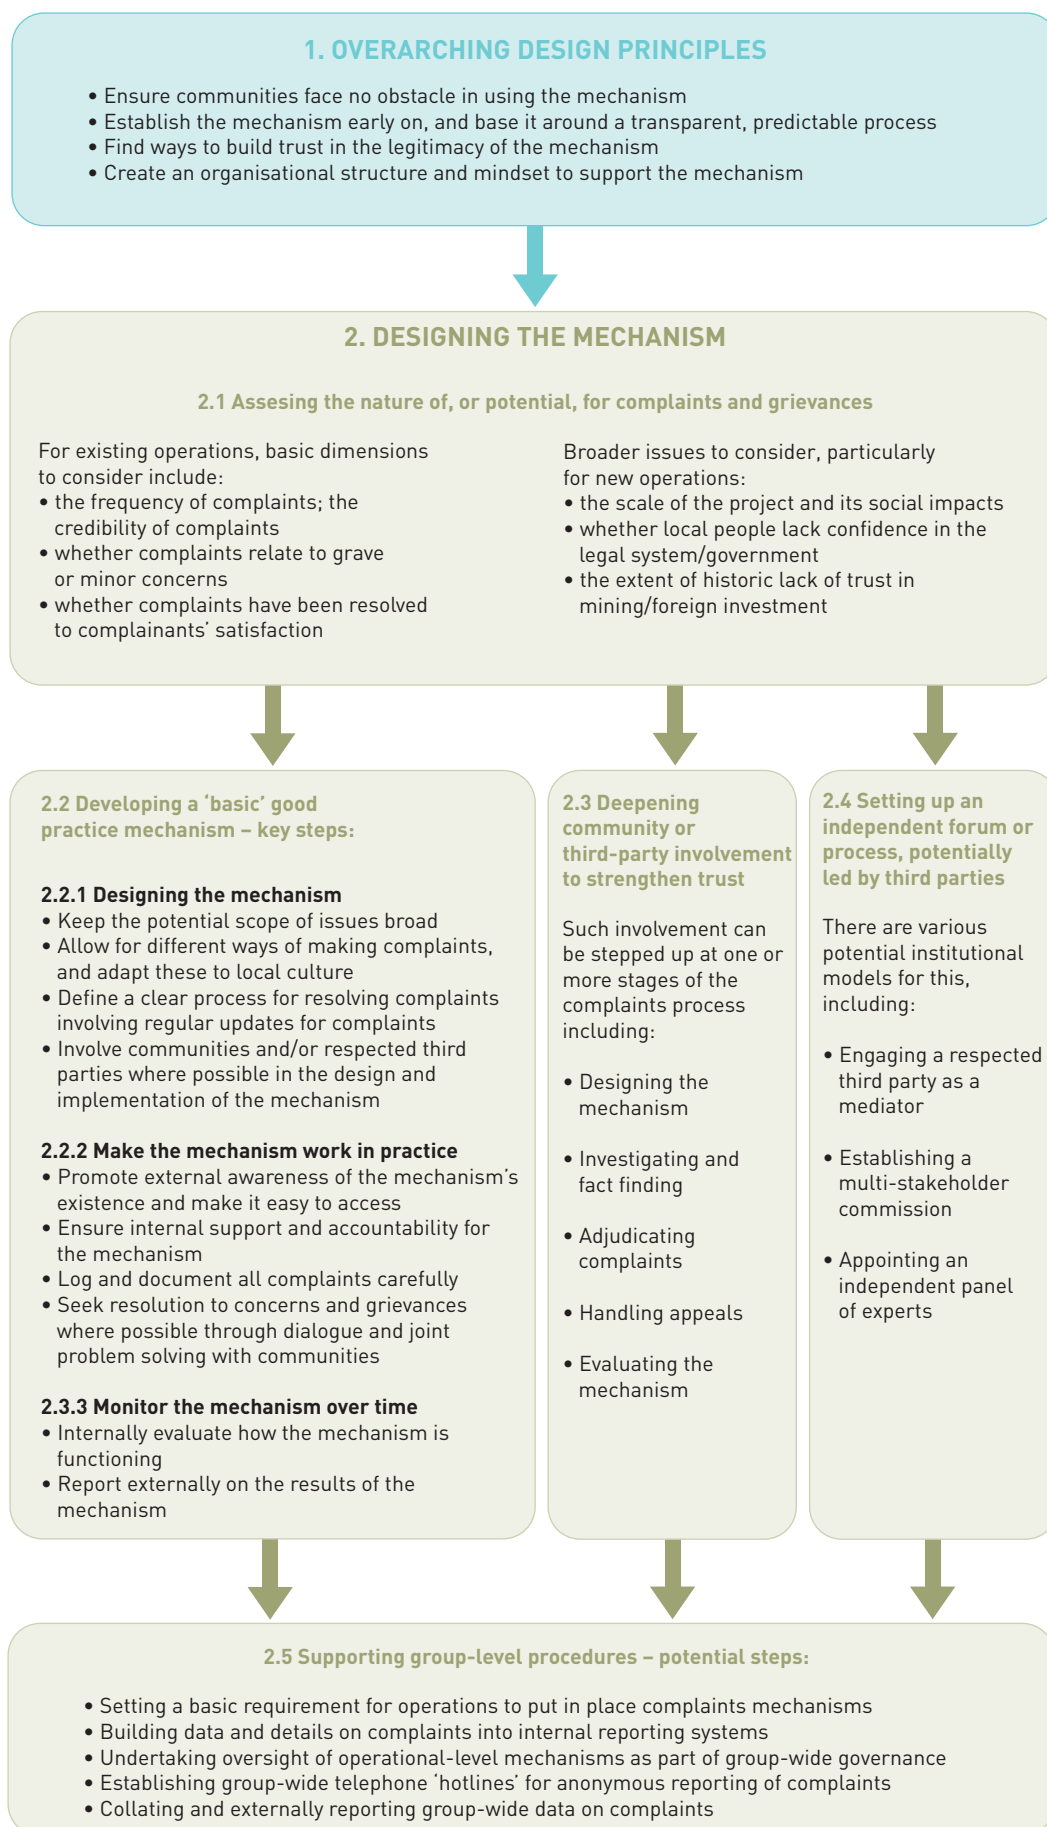 1. OVERARCHING DESIGN PRINCIPLES
• Ensure communities face no obstacle in using the mechanism
• Establish the mechanism early on, and base it around a transparent, predictable process
• Find ways to build trust in the legitimacy of the mechanism
• Create an organisational structure and mindset to support the mechanism
2. DESIGNING THE MECHANISM
2.1 Assesing the nature of, or potential, for complaints and grievances
For existing operations, basic dimensions
to consider include:
• the frequency of complaints; the
credibility of complaints
• whether complaints relate to grave
or minor concerns
• whether complaints have been resolved
to complainants’ satisfaction
Broader issues to consider, particularly
for new operations:
• the scale of the project and its social impacts
• whether local people lack confidence in the
legal system/government
• the extent of historic lack of trust in
mining/foreign investment
2.2 Developing a ‘basic’ good
practice mechanism – key steps:
2.2.1 Designing the mechanism
• Keep the potential scope of issues broad
• Allow for different ways of making complaints,
and adapt these to local culture
• Define a clear process for resolving complaints
involving regular updates for complaints
• Involve communities and/or respected third
parties where possible in the design and
implementation of the mechanism
2.2.2 Make the mechanism work in practice
• Promote external awareness of the mechanism’s
existence and make it easy to access
• Ensure internal support and accountability for
the mechanism
• Log and document all complaints carefully
• Seek resolution to concerns and grievances
where possible through dialogue and joint
problem solving with communities
2.3.3 Monitor the mechanism over time
• Internally evaluate how the mechanism is
functioning
• Report externally on the results of the
mechanism
2.3 Deepening
community or
third-party involvement
to strengthen trust
Such involvement can
be stepped up at one or
more stages of the
complaints process
including:
• Designing the
mechanism
• Investigating and
fact finding
• Adjudicating
complaints
• Handling appeals
• Evaluating the
mechanism
2.4 Setting up an
independent forum or
process, potentially
led by third parties
There are various
potential institutional
models for this,
including:
• Engaging a respected
third party as a
mediator
• Establishing a
multi-stakeholder
commission
• Appointing an
independent panel
of experts
2.5 Supporting group-level procedures – potential steps:
• Setting a basic requirement for operations to put in place complaints mechanisms
• Building data and details on complaints into internal reporting systems
• Undertaking oversight of operational-level mechanisms as part of group-wide governance
• Establishing group-wide telephone ‘hotlines’ for anonymous reporting of complaints
• Collating and externally reporting group-wide data on complaints